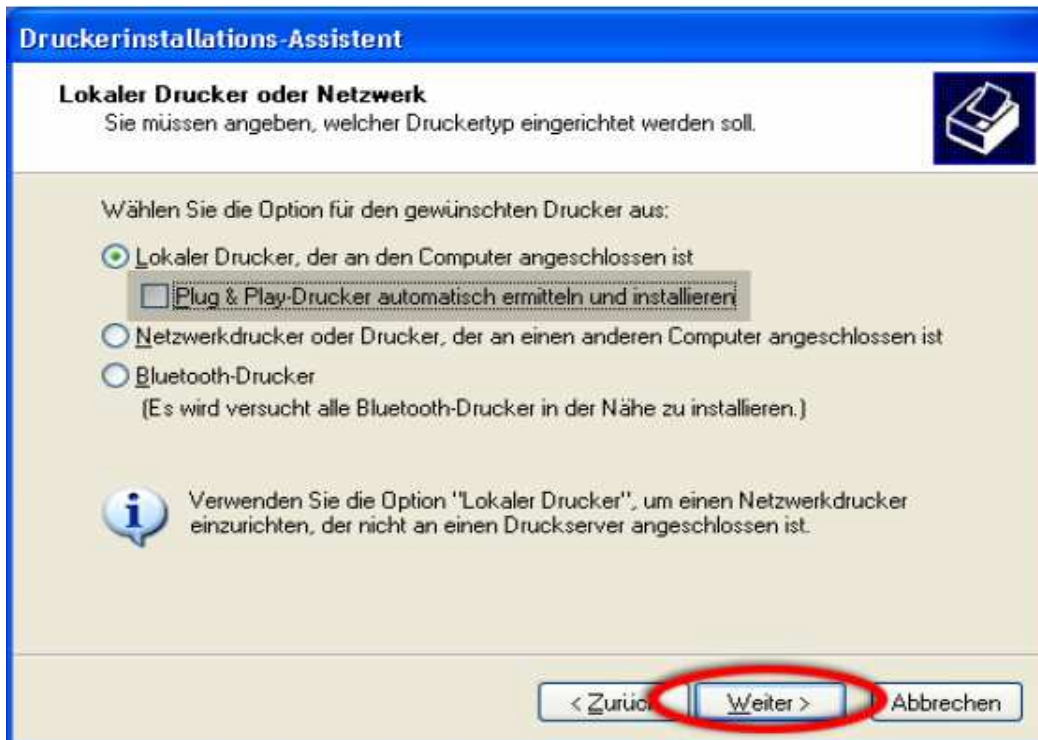 Druckerinstallations-Assistent
Lokaler Drucker oder Netzwerk
Sie müssen angeben, welcher Druckertyp eingerichtet werden soll.
Wählen Sie die Option für den gewünschten Drucker aus:
Lokaler Drucker, der an den Computer angeschlossen ist
Plug & Play-Drucker automatisch ermitteln und installieren
Netzwerkdrucker oder Drucker, der an einen anderen Computer angeschlossen ist
Bluetooth-Drucker
(Es wird versucht alle Bluetooth-Drucker in der Nähe zu installieren.)
Verwenden Sie die Option "Lokaler Drucker", um einen Netzwerkdrucker
einzurichten, der nicht an einen Druckserver angeschlossen ist.
< Zurück Weiter > Abbrechen